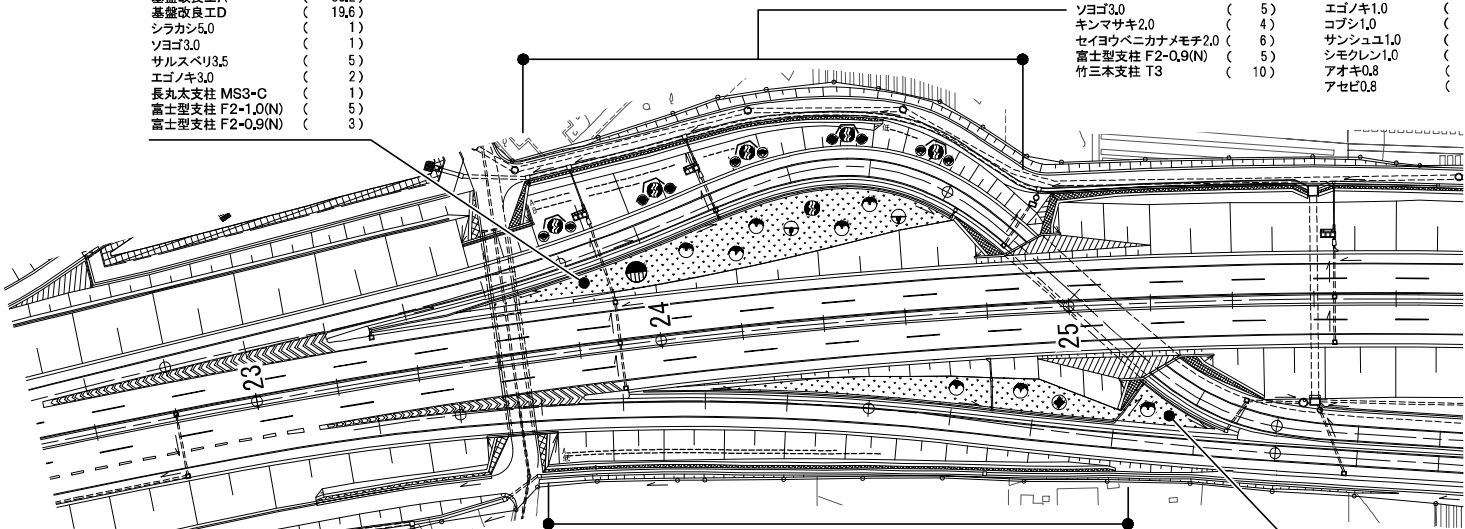 基盤改良工D ( 19.6)
シラカシ5.0 ( 1)
ソヨゴ3.0 ( 1)
サルスベリ3.5 ( 5)
エゴノキ3.0 ( 2)
長丸太支柱 MS3-C ( 1)
富士型支柱 F2-1.0(N) ( 5)
富士型支柱 F2-0.9(N) ( 3)
ソヨゴ3.0 ( 5)
キンマサキ2.0 ( 4)
セイヨウベニカナメモチ2.0 ( 6)
富士型支柱 F2-0.9(N) ( 5)
竹三本支柱 T3 ( 10)
エゴノキ1.0 (
コブシ1.0 (
サンシュユ1.0 (
シモクレン1.0 (
アオキ0.8 (
アセビ0.8 (
23
24
25